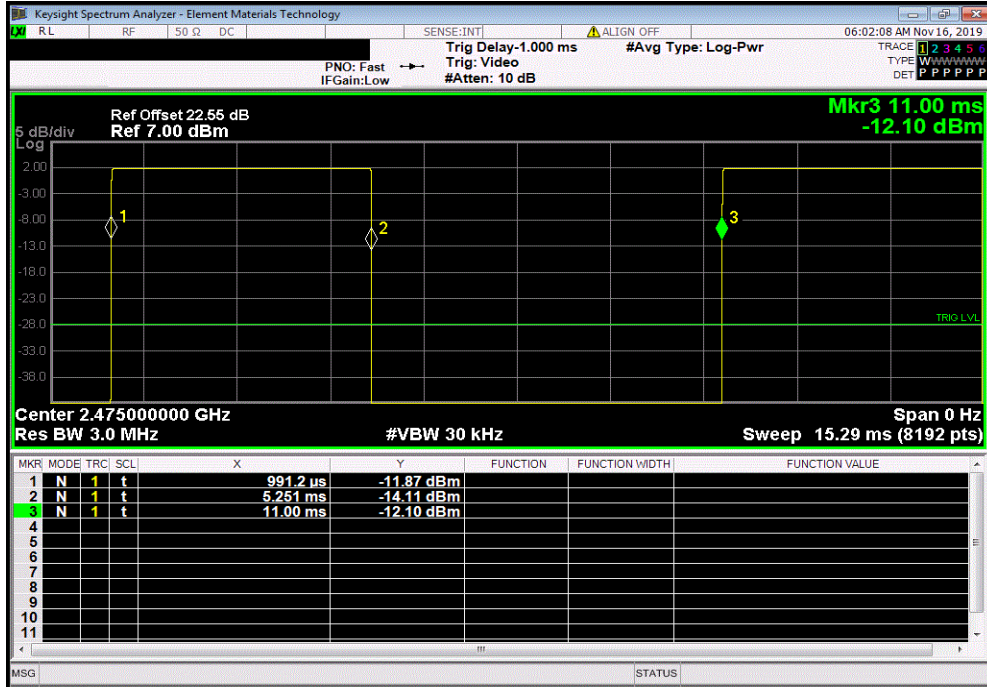 Keysight Spectrum Analyzer - Element Materials Technology
LXI RL RF 50 Ω DC SENSE:INT ALIGN OFF 06:02:08 AM Nov 16, 2019
Trig Delay-1.000 ms #Avg Type: Log-Pwr TRACE 1 2 3 4 5 6
PNO: Fast Trig: Video TYPE WWWWWW
IFGain:Low #Atten: 10 dB DET P P P P P P
Mkr3 11.00 ms
-12.10 dBm
Ref Offset 22.55 dB
5 dB/div Ref 7.00 dBm
Log
2.00
-3.00
-8.00
1
2
3
-13.0
-18.0
-23.0
-28.0
TRIG LVL
-33.0
-38.0
Center 2.475000000 GHz Span 0 Hz
Res BW 3.0 MHz #VBW 30 kHz Sweep 15.29 ms (8192 pts)
MKR MODE TRC SCL X Y FUNCTION FUNCTION WIDTH FUNCTION VALUE
1 N 1 t 991.2 µs -11.87 dBm
2 N 1 t 5.251 ms -14.11 dBm
3 N 1 t 11.00 ms -12.10 dBm
4
5
6
7
8
9
10
11
MSG STATUS